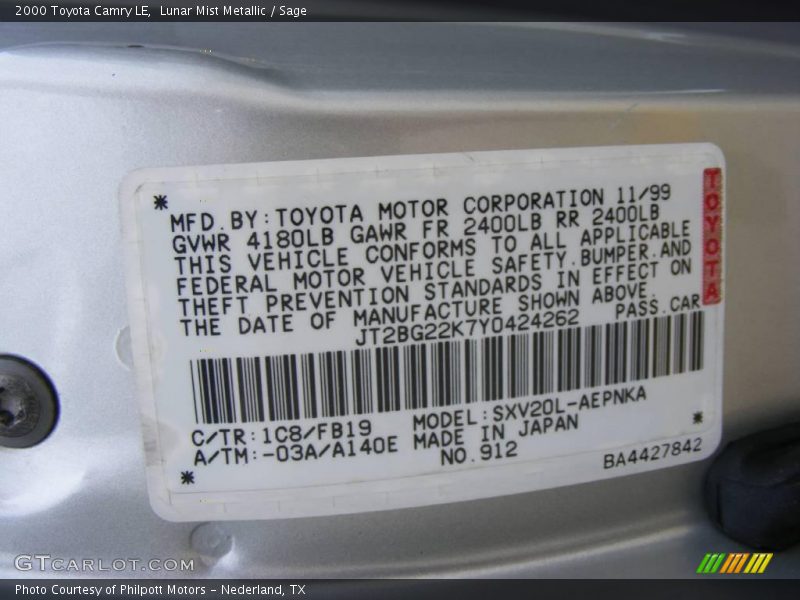 2000 Toyota Camry LE,  Lunar Mist Metallic / Sage
MFD.BY:TOYOTA MOTOR CORPORATION 11/99
GVWR 4180LB GAWR FR 2400LB RR 2400LB
THIS VEHICLE CONFORMS TO ALL APPLICABLE
FEDERAL MOTOR VEHICLE SAFETY.BUMPER.AND
THEFT PREVENTION STANDARDS IN EFFECT ON
THE DATE OF MANUFACTURE SHOWN ABOVE.
JT2BG22K7Y0424262 PASS.CAR
TOYOTA
C/TR:1C8/FB19 MODEL:SXV20L-AEPNKA
A/TM:-03A/A140E MADE IN JAPAN
NO.912
BA4427842
GTCARLOT.COM
Photo Courtesy of Philpott Motors - Nederland, TX